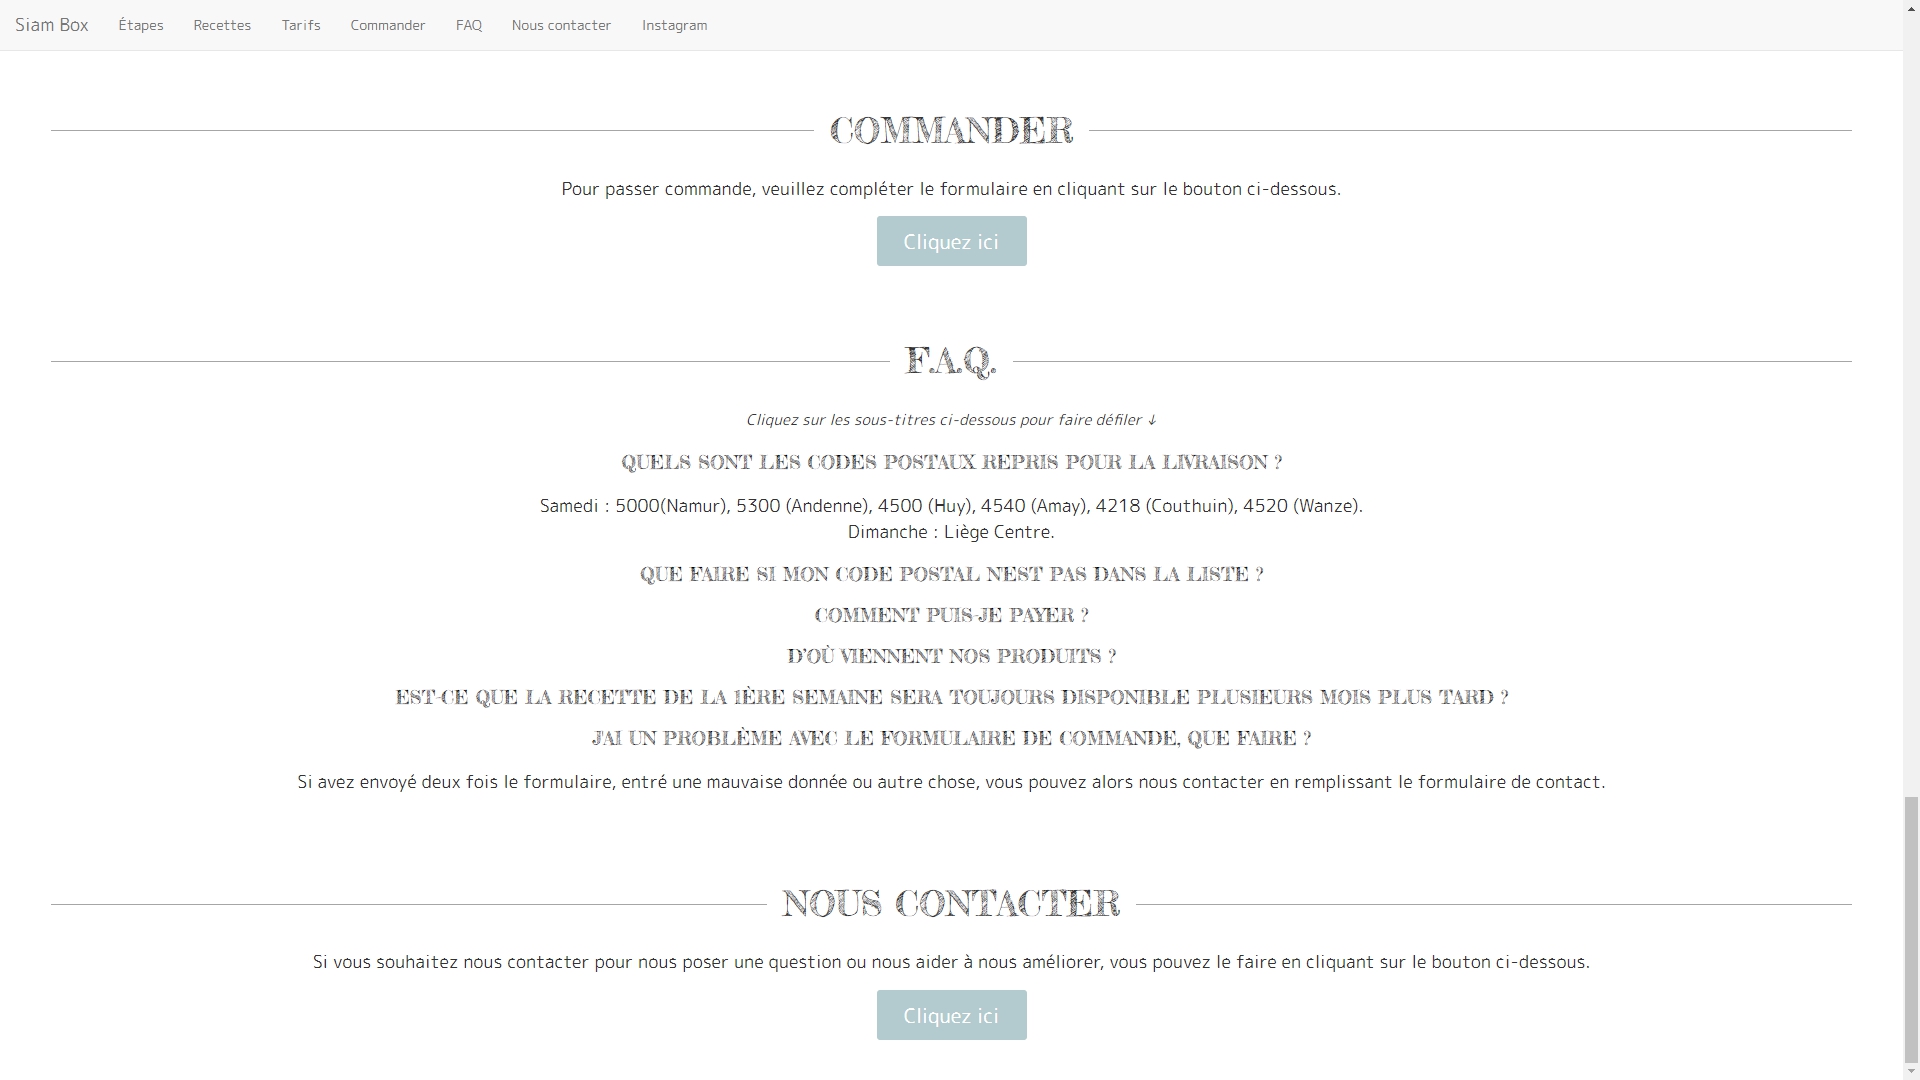 Siam Box Étapes Recettes Tarifs Commander FAQ Nous contacter Instagram
COMMANDER
Pour passer commande, veuillez compléter le formulaire en cliquant sur le bouton ci-dessous.
Cliquez ici
F.A.Q.
Cliquez sur les sous-titres ci-dessous pour faire défiler ↓
QUELS SONT LES CODES POSTAUX REPRIS POUR LA LIVRAISON ?
Samedi : 5000(Namur), 5300 (Andenne), 4500 (Huy), 4540 (Amay), 4218 (Couthuin), 4520 (Wanze).
Dimanche : Liège Centre.
QUE FAIRE SI MON CODE POSTAL N'EST PAS DANS LA LISTE ?
COMMENT PUIS-JE PAYER ?
D'OÙ VIENNENT NOS PRODUITS ?
EST-CE QUE LA RECETTE DE LA 1ÈRE SEMAINE SERA TOUJOURS DISPONIBLE PLUSIEURS MOIS PLUS TARD ?
J'AI UN PROBLÈME AVEC LE FORMULAIRE DE COMMANDE, QUE FAIRE ?
Si avez envoyé deux fois le formulaire, entré une mauvaise donnée ou autre chose, vous pouvez alors nous contacter en remplissant le formulaire de contact.
NOUS CONTACTER
Si vous souhaitez nous contacter pour nous poser une question ou nous aider à nous améliorer, vous pouvez le faire en cliquant sur le bouton ci-dessous.
Cliquez ici